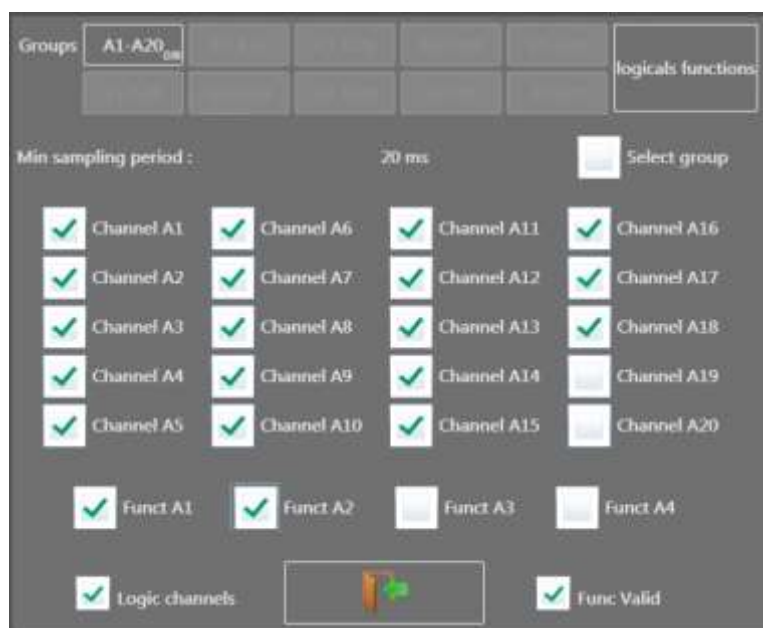 Groups A1-A20 ON
logicals functions
Min sampling period : 20 ms Select group
Channel A1 Channel A6 Channel A11 Channel A16
Channel A2 Channel A7 Channel A12 Channel A17
Channel A3 Channel A8 Channel A13 Channel A18
Channel A4 Channel A9 Channel A14 Channel A19
Channel A5 Channel A10 Channel A15 Channel A20
Funct A1 Funct A2 Funct A3 Funct A4
Logic channels Func Valid